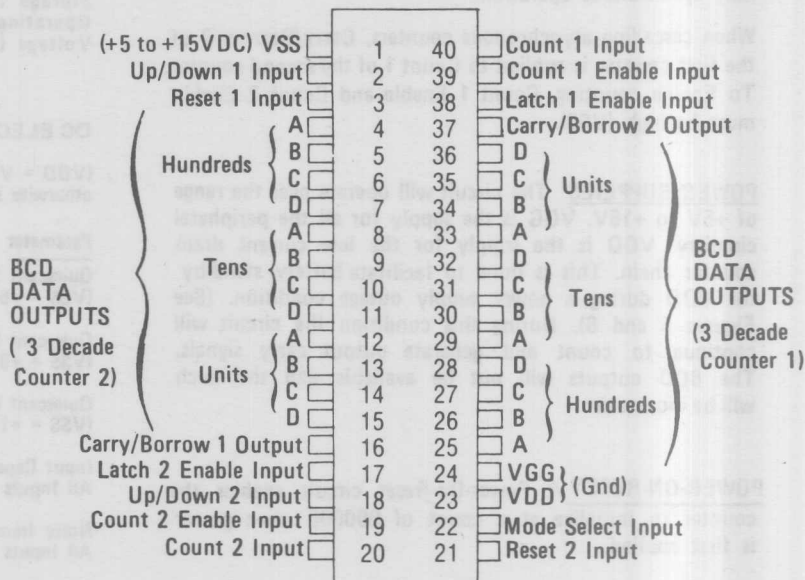 (+5 to +15V DC) VSS 1 40 Count 1 Input
Up/Down 1 Input 2 39 Count 1 Enable Input
Reset 1 Input 3 38 Latch 1 Enable Input
A 4 37 Carry/Borrow 2 Output
B 5 36 D
Hundreds
C 6 35 C
Units
D 7 34 B
A 8 33 A
B 9 32 D
Tens
C 10 31 C
Tens
D 11 30 B
A 12 29 A
B 13 28 D
Units
C 14 27 C
Hundreds
D 15 26 B
Carry/Borrow 1 Output 16 25 A
Latch 2 Enable Input 17 24 VGG
Up/Down 2 Input 18 23 VDD
(Gnd)
Count 2 Enable Input 19 22 Mode Select Input
Count 2 Input 20 21 Reset 2 Input
BCD
DATA
OUTPUTS
(3 Decade
Counter 2)
BCD
DATA
OUTPUTS
(3 Decade
Counter 1)